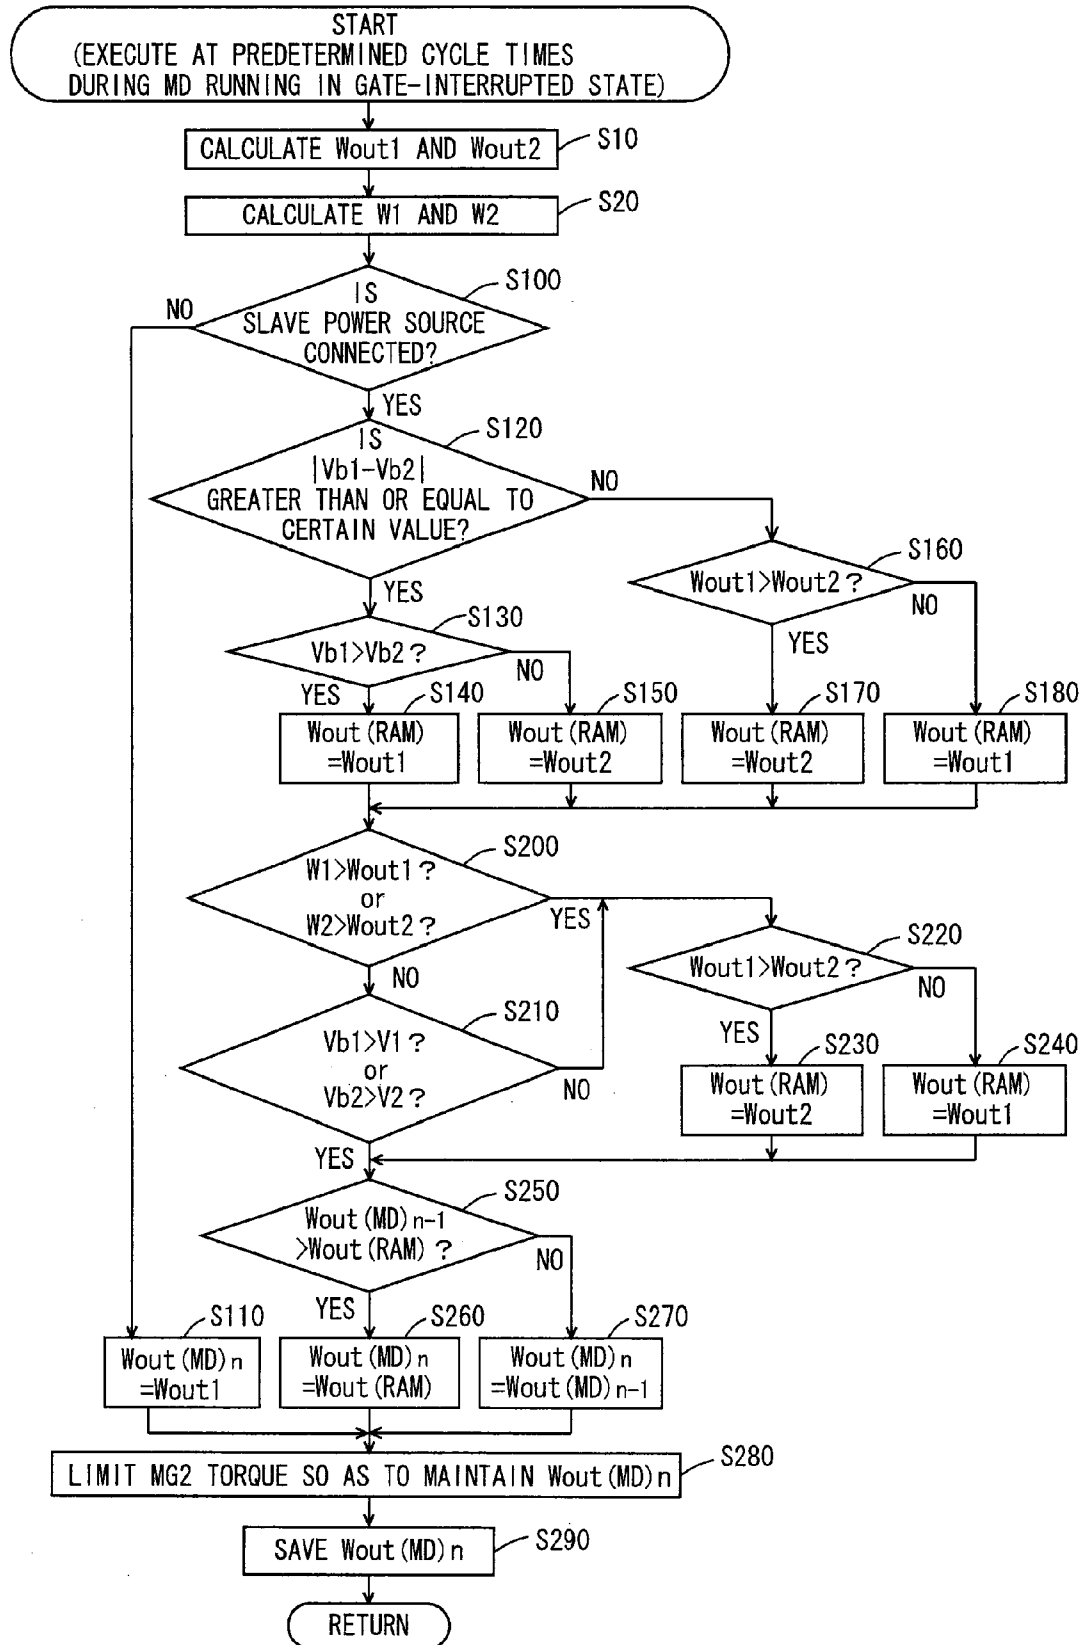 START
(EXECUTE AT PREDETERMINED CYCLE TIMES
DURING MD RUNNING IN GATE-INTERRUPTED STATE)
CALCULATE Wout1 AND Wout2
S10
CALCULATE W1 AND W2
S20
S100
IS
SLAVE POWER SOURCE
CONNECTED?
NO
YES
S120
IS
|Vb1-Vb2|
GREATER THAN OR EQUAL TO
CERTAIN VALUE?
NO
YES
S160
Wout1>Wout2?
NO
YES
S130
Vb1>Vb2?
NO
YES
S140
Wout(RAM)
=Wout1
S150
Wout(RAM)
=Wout2
S170
Wout(RAM)
=Wout2
S180
Wout(RAM)
=Wout1
S200
W1>Wout1?
or
W2>Wout2?
YES
NO
S220
Wout1>Wout2?
NO
YES
S210
Vb1>V1?
or
Vb2>V2?
NO
YES
S230
Wout(RAM)
=Wout2
S240
Wout(RAM)
=Wout1
S250
Wout(MD)n-1
>Wout(RAM)?
NO
YES
S110
Wout(MD)n
=Wout1
S260
Wout(MD)n
=Wout(RAM)
S270
Wout(MD)n
=Wout(MD)n-1
LIMIT MG2 TORQUE SO AS TO MAINTAIN Wout(MD)n
S280
SAVE Wout(MD)n
S290
RETURN